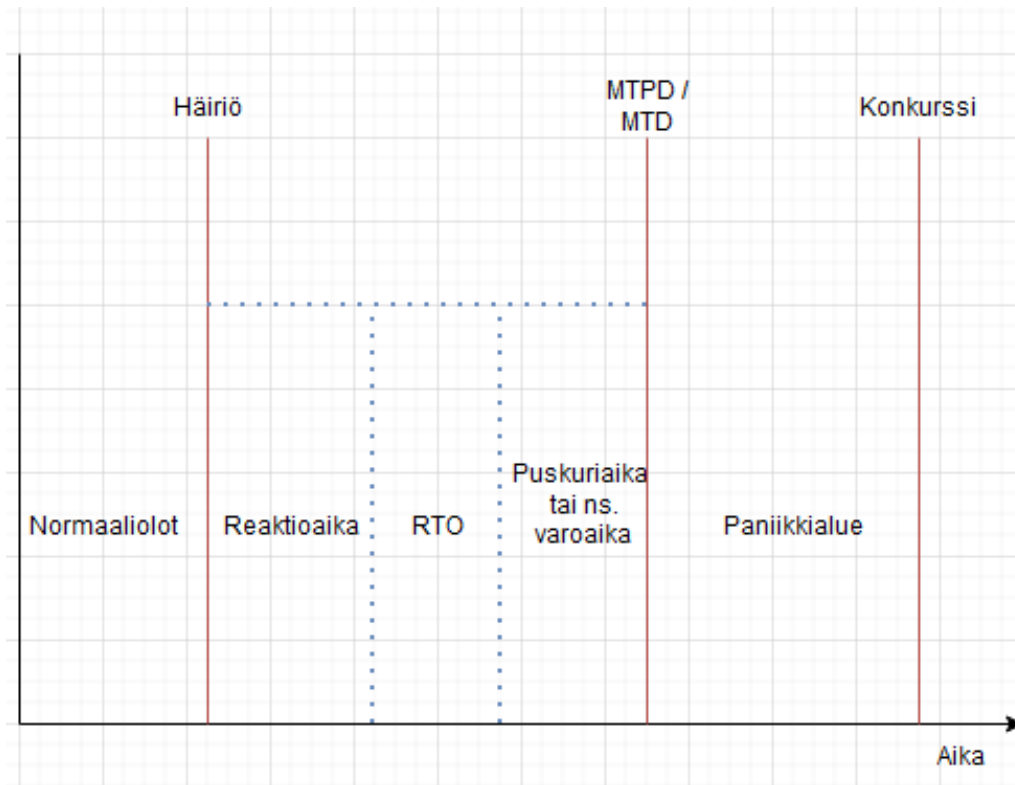 Häiriö
MTPD /
MTD
Konkurssi
Normaaliolot
Reaktioaika
RTO
Puskuriaika
tai ns.
varoaika
Paniikkialue
Aika